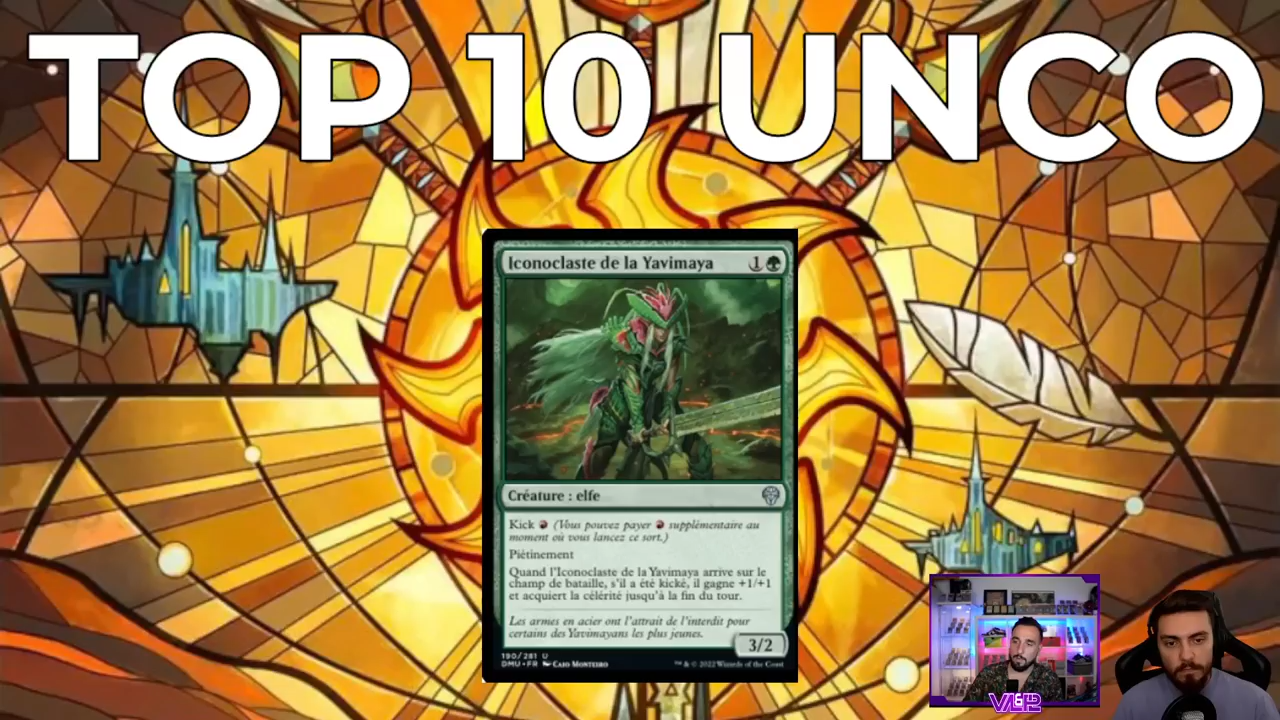 TOP 10 UNCO
Iconoclaste de la Yavimaya 1
Créature : elfe
Kick (Vous pouvez payer supplémentaire au
moment où vous lancez ce sort.)
Piétinement
Quand l'Iconoclaste de la Yavimaya arrive sur le
champ de bataille, s'il a été kické, il gagne +1/+1
et acquiert la célérité jusqu'à la fin du tour.
Les armes en acier ont l'attrait de l'interdit pour
certains des Yavimayans les plus jeunes.
3/2
190/281 U
DMU • FR Caio Monteiro
™ & © 2022 Wizards of the Coast